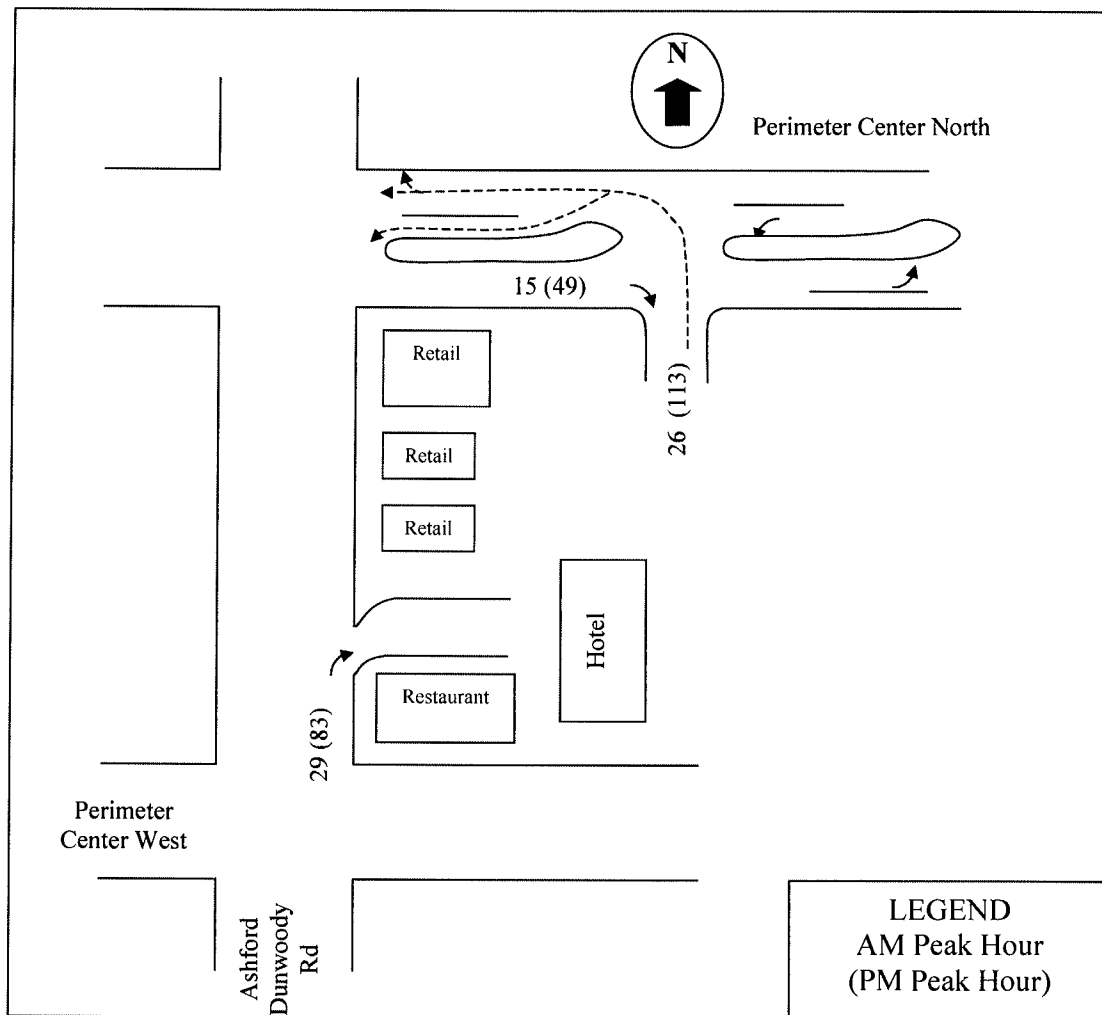 N
Perimeter Center North
15 (49)
Retail
26 (113)
Retail
Retail
Hotel
Restaurant
29 (83)
Perimeter
Center West
Ashford
Dunwoody
Rd
LEGEND
AM Peak Hour
(PM Peak Hour)